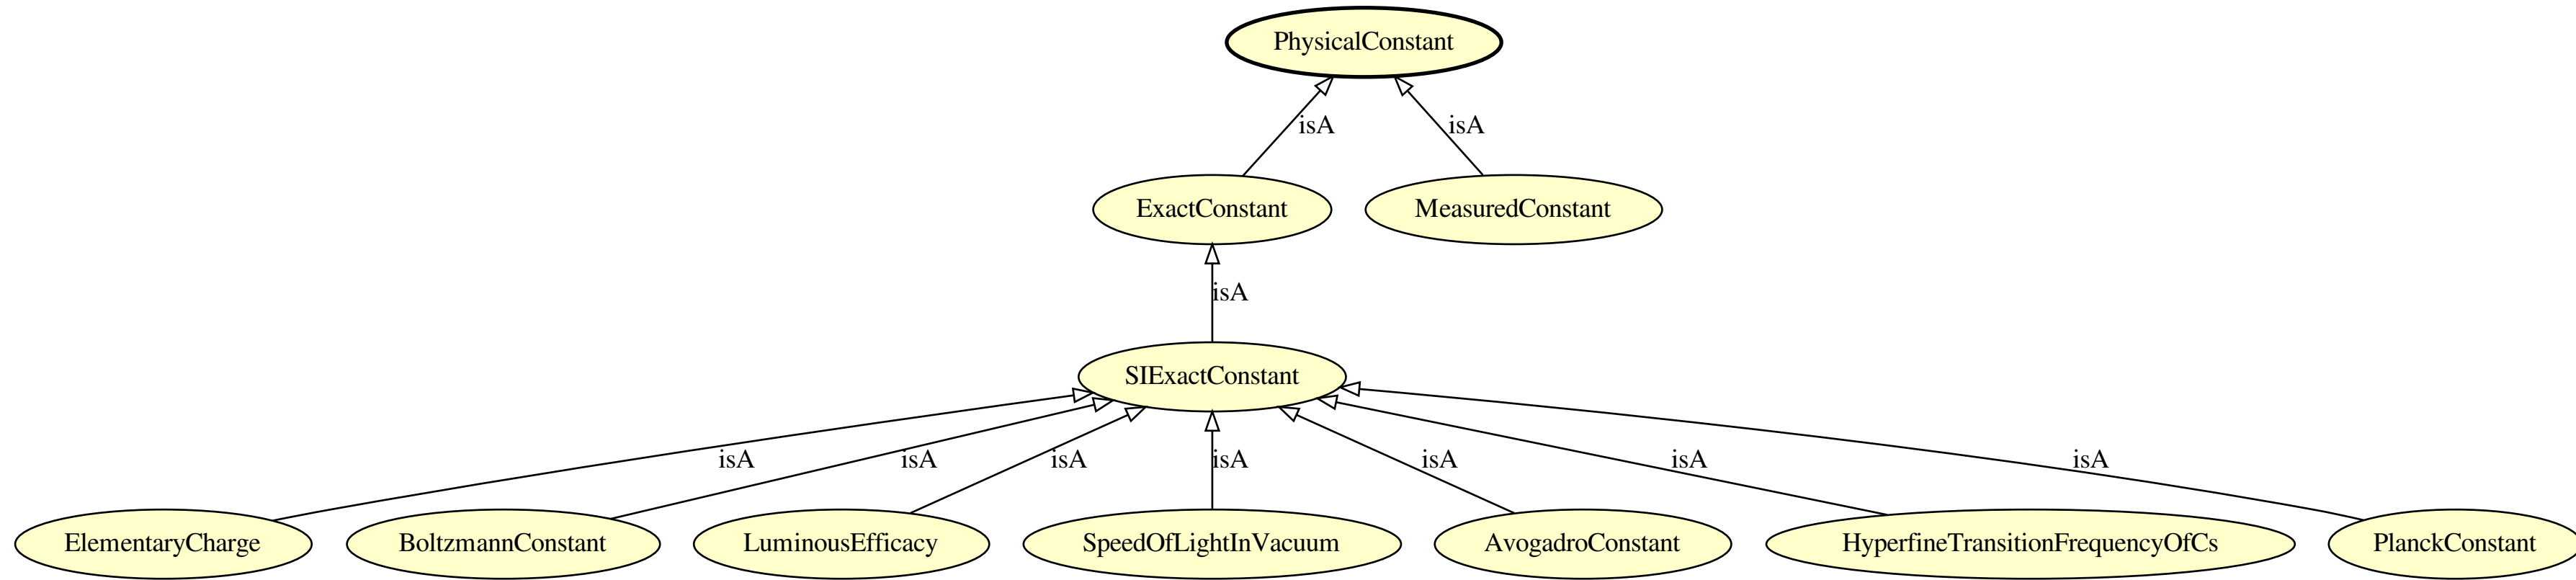 PhysicalConstant
isA
isA
ExactConstant
MeasuredConstant
isA
SIExactConstant
isA
isA
isA
isA
isA
isA
isA
ElementaryCharge
BoltzmannConstant
LuminousEfficacy
SpeedOfLightInVacuum
AvogadroConstant
HyperfineTransitionFrequencyOfCs
PlanckConstant